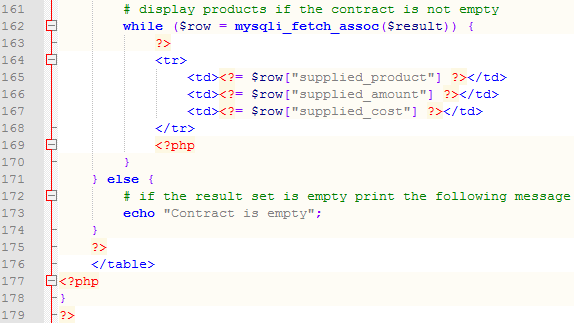 161 # display products if the contract is not empty
162 while ($row = mysqli_fetch_assoc($result)) {
163 ?>
164 <tr>
165 <td><?= $row["supplied_product"] ?></td>
166 <td><?= $row["supplied_amount"] ?></td>
167 <td><?= $row["supplied_cost"] ?></td>
168 </tr>
169 <?php
170 }
171 } else {
172 # if the result set is empty print the following message
173 echo "Contract is empty";
174 }
175 ?>
176 </table>
177 <?php
178 }
179 ?>